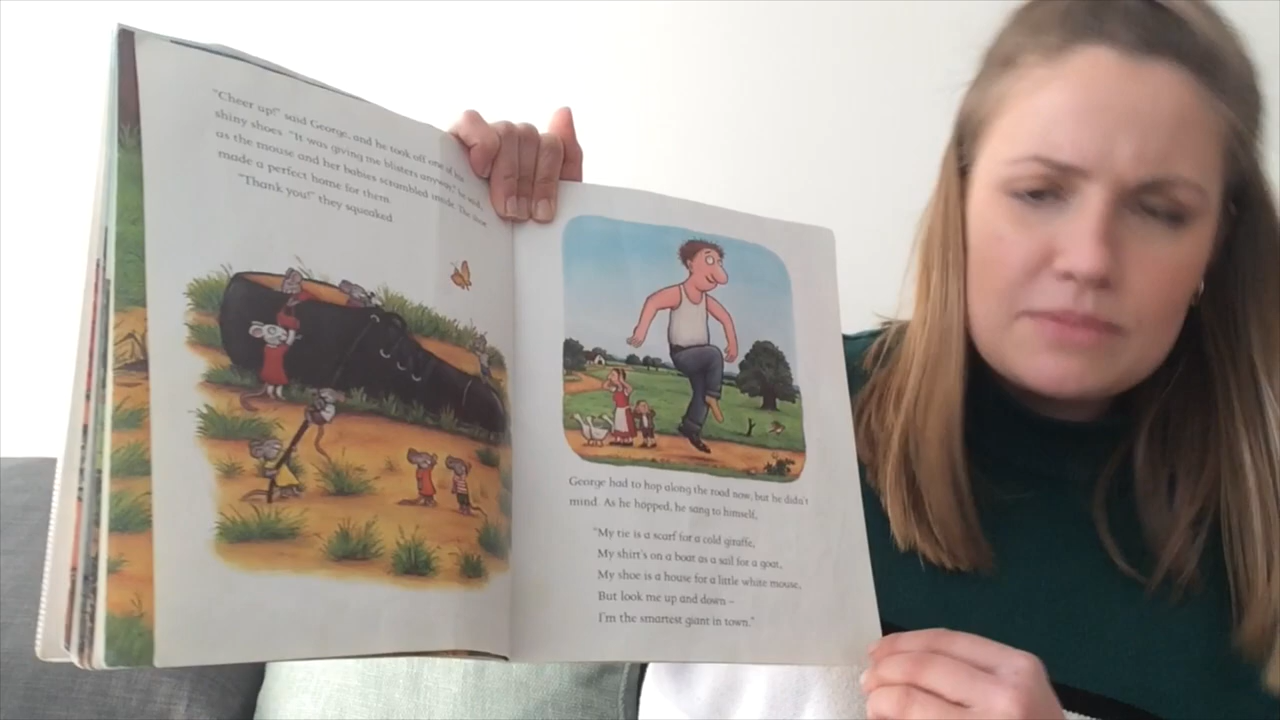 "Cheer up!" said George, and he took off one of his
shiny shoes. "It was giving me blisters anyway," he said,
as the mouse and her babies scrambled inside. The shoe
made a perfect home for them.
"Thank you!" they squeaked.
George had to hop along the road now, but he didn't
mind. As he hopped, he sang to himself,
"My tie is a scarf for a cold giraffe,
My shirt's on a boat as a sail for a goat,
My shoe is a house for a little white mouse,
But look me up and down –
I'm the smartest giant in town."